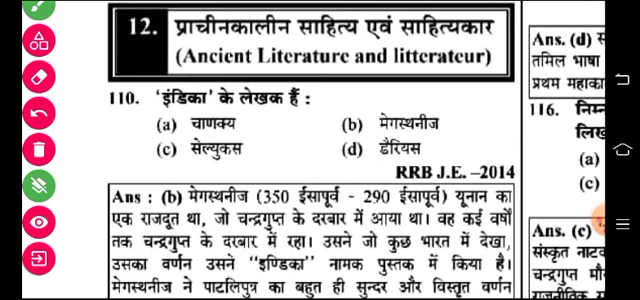 12. प्राचीनकालीन साहित्य एवं साहित्यकार
(Ancient Literature and litterateur)
110. 'इंडिका' के लेखक हैं :
(a) चाणक्य (b) मेगस्थनीज
(c) सेल्युकस (d) डैरियस
RRB J.E. –2014
Ans : (b) मेगस्थनीज (350 ईसापूर्व - 290 ईसापूर्व) यूनान का
एक राजदूत था, जो चन्द्रगुप्त के दरबार में आया था। वह कई वर्षों
तक चन्द्रगुप्त के दरबार में रहा। उसने जो कुछ भारत में देखा,
उसका वर्णन उसने "इण्डिका" नामक पुस्तक में किया है।
मेगस्थनीज ने पाटलिपुत्र का बहुत ही सुन्दर और विस्तृत वर्णन
Ans. (d)
तमिल भाषा
प्रथम महाका
116. निम्न
लिख
(a)
(c)
Ans. (c)
संस्कृत नाट
चन्द्रगुप्त मौ
राजनीतिक